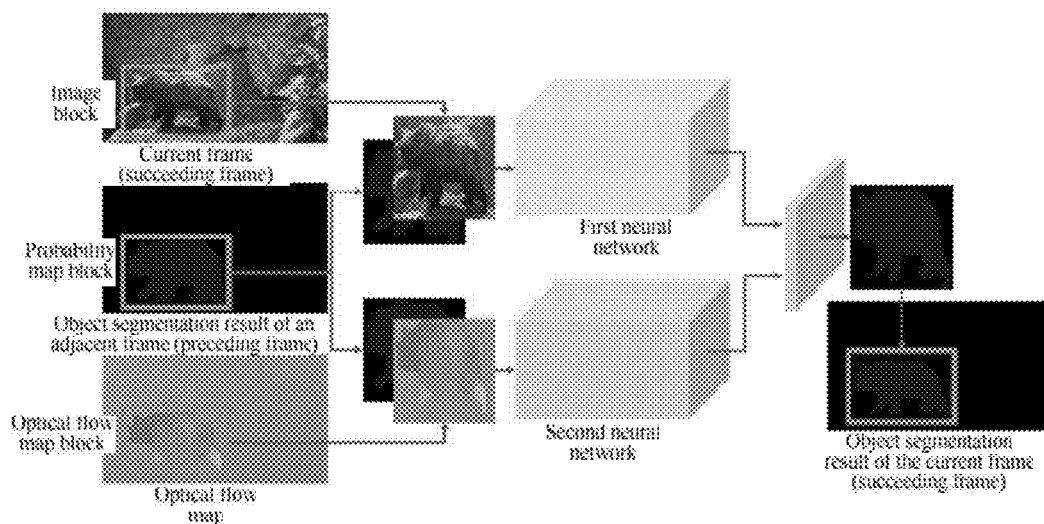 Image
block
Current frame
(succeeding frame)
Probability
map block
Object segmentation result of an
adjacent frame (preceding frame)
Optical flow
map block
Optical flow
map
First neural
network
Second neural
network
Object segmentation
result of the current frame
(succeeding frame)